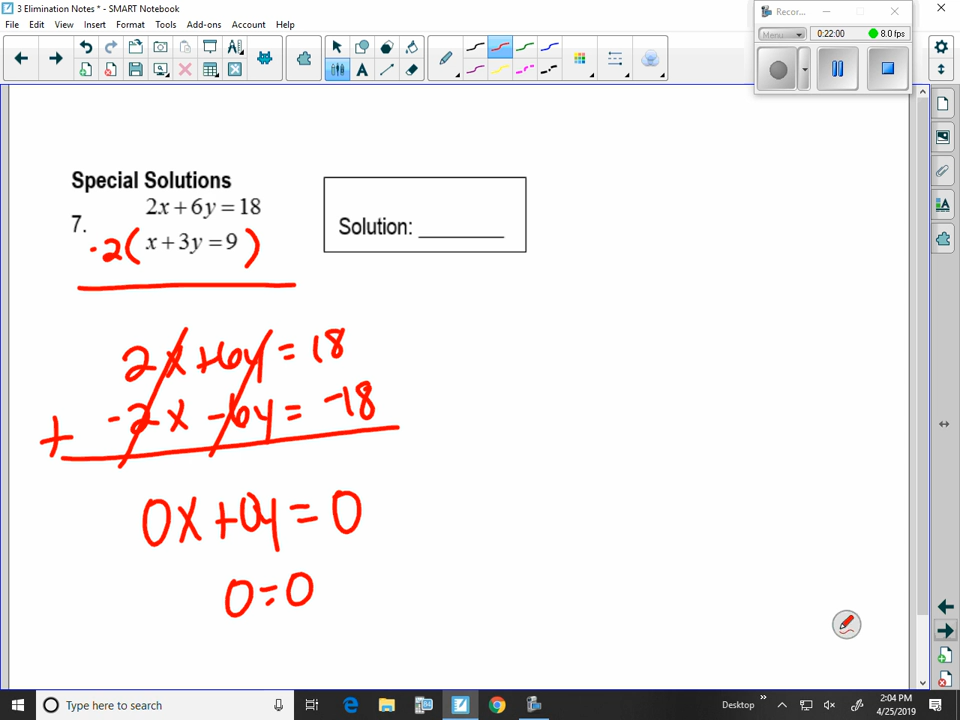 3 Elimination Notes * - SMART Notebook
Recor...
File Edit View Insert Format Tools Add-ons Account Help
Menu 0:22:00 8.0 fps
Special Solutions
2x + 6y = 18
7.
-2( x + 3y = 9 )
Solution: ________
2x + 6y = 18
+ -2x - 6y = -18
0x + 0y = 0
0 = 0
Type here to search
Desktop
»
2:04 PM
4/25/2019